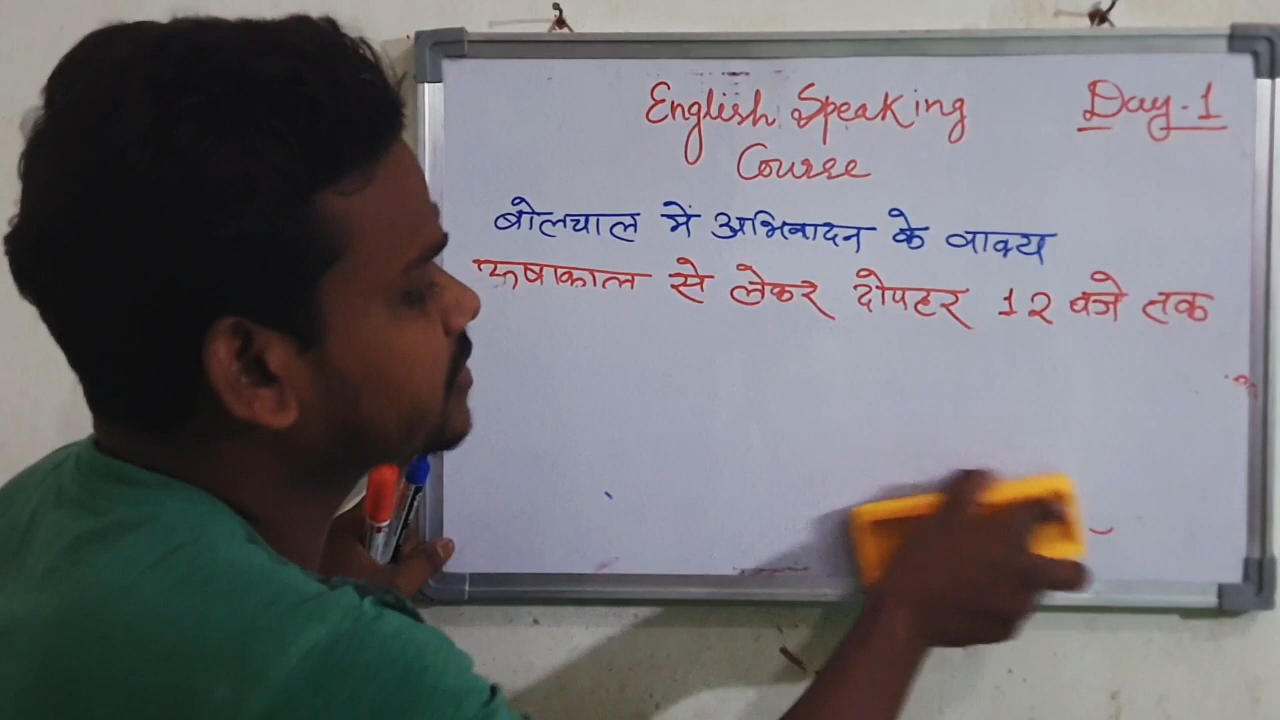 English Speaking Day-1
Course
बोलचाल में अभिवादन के वाक्य
ऊषाकाल से लेकर दोपहर 12 बजे तक